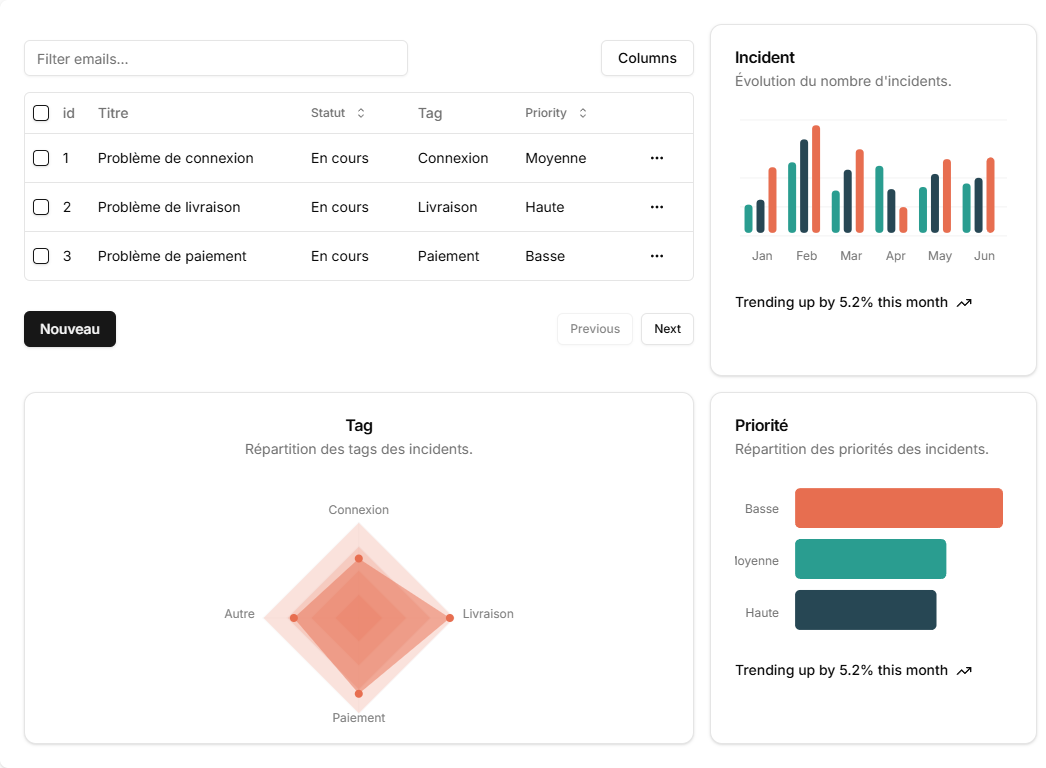 Filter emails...
Columns
id Titre Statut Tag Priority
1 Problème de connexion En cours Connexion Moyenne
2 Problème de livraison En cours Livraison Haute
3 Problème de paiement En cours Paiement Basse
Nouveau
Previous Next
Incident
Évolution du nombre d'incidents.
Jan Feb Mar Apr May Jun
Trending up by 5.2% this month
Tag
Répartition des tags des incidents.
Connexion
Autre
Livraison
Paiement
Priorité
Répartition des priorités des incidents.
Basse
loyenne
Haute
Trending up by 5.2% this month